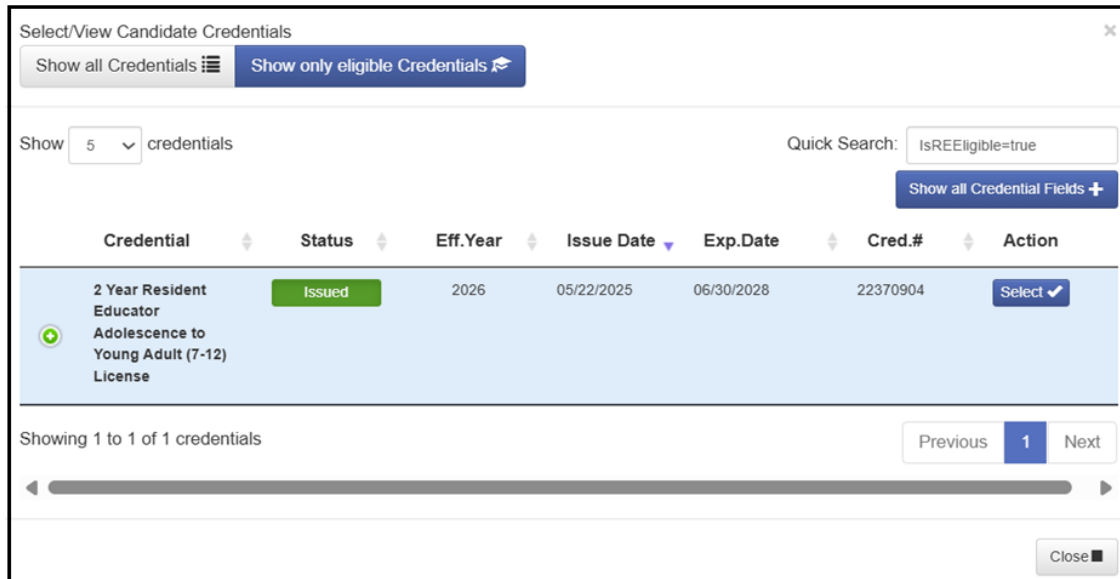 Select/View Candidate Credentials
×
Show all Credentials
Show only eligible Credentials
Show 5 credentials
Quick Search: IsREEligible=true
Show all Credential Fields
Credential Status Eff.Year Issue Date Exp.Date Cred.# Action
2 Year Resident Issued 2026 05/22/2025 06/30/2028 22370904 Select
Educator
Adolescence to
Young Adult (7-12)
License
Showing 1 to 1 of 1 credentials
Previous 1 Next
Close